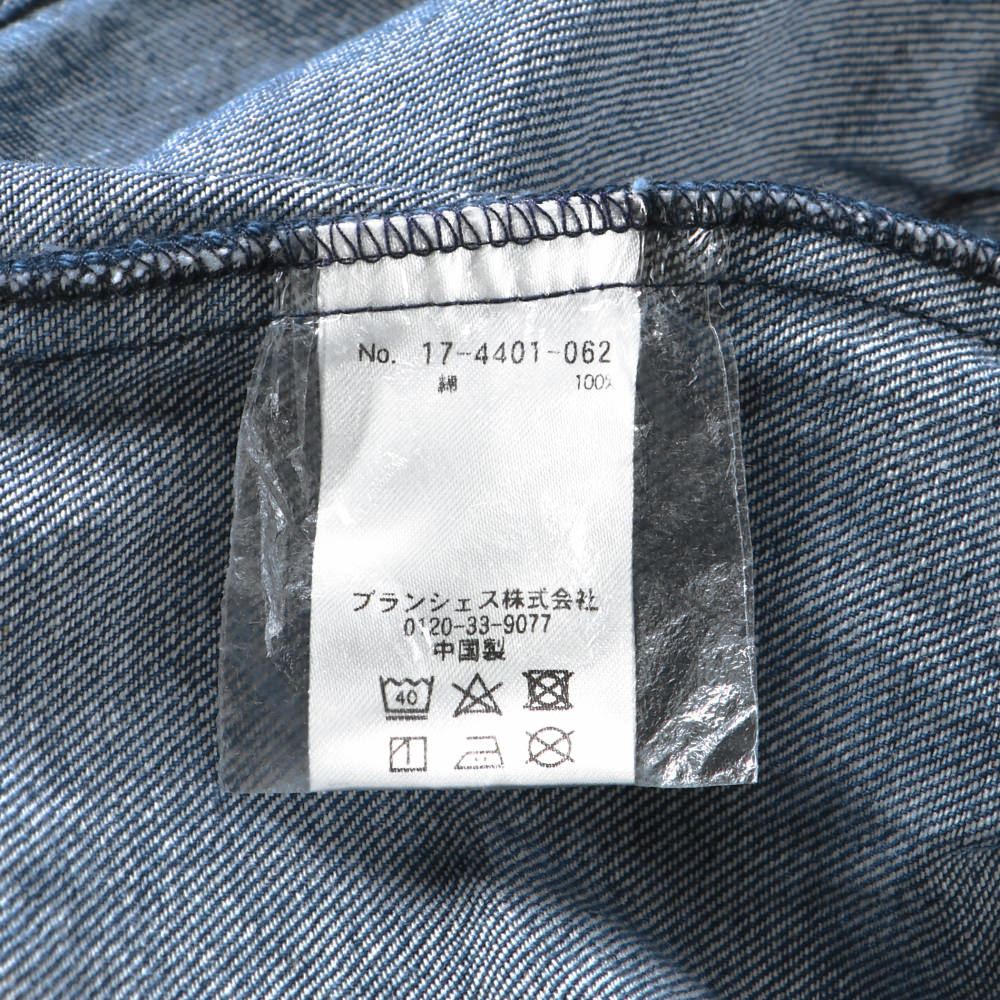 No. 17-4401-062
綿 100%
ブランシェス株式会社
0120-33-9077
中国製
40